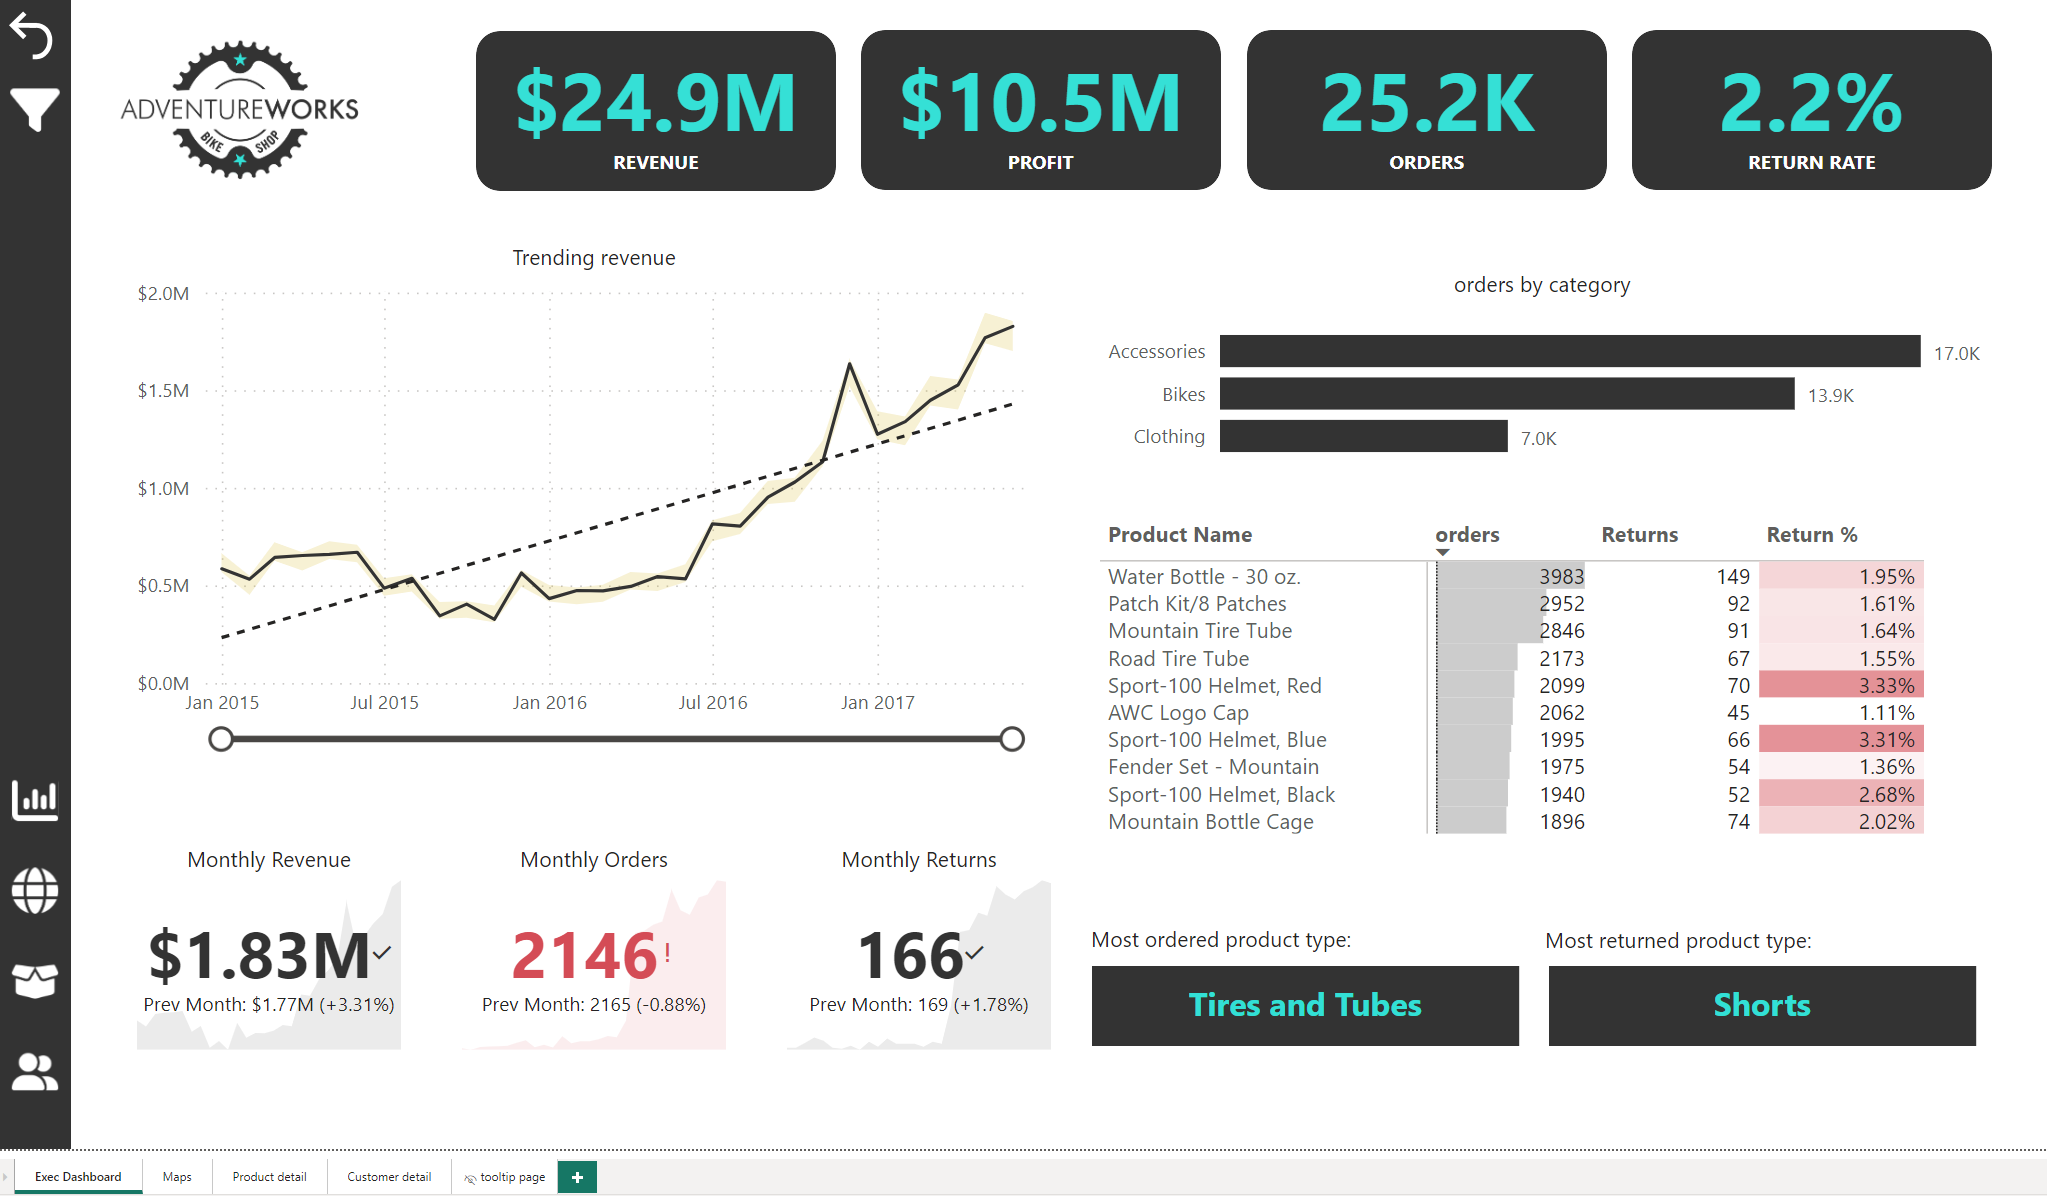 ADVENTUREWORKS
BIKE SHOP
$24.9M
REVENUE
$10.5M
PROFIT
25.2K
ORDERS
2.2%
RETURN RATE
Trending revenue
$2.0M
$1.5M
$1.0M
$0.5M
$0.0M
Jan 2015 Jul 2015 Jan 2016 Jul 2016 Jan 2017
orders by category
Accessories 17.0K
Bikes 13.9K
Clothing 7.0K
Product Name orders Returns Return %
Water Bottle - 30 oz. 3983 149 1.95%
Patch Kit/8 Patches 2952 92 1.61%
Mountain Tire Tube 2846 91 1.64%
Road Tire Tube 2173 67 1.55%
Sport-100 Helmet, Red 2099 70 3.33%
AWC Logo Cap 2062 45 1.11%
Sport-100 Helmet, Blue 1995 66 3.31%
Fender Set - Mountain 1975 54 1.36%
Sport-100 Helmet, Black 1940 52 2.68%
Mountain Bottle Cage 1896 74 2.02%
Monthly Revenue
$1.83M
Prev Month: $1.77M (+3.31%)
Monthly Orders
2146!
Prev Month: 2165 (-0.88%)
Monthly Returns
166
Prev Month: 169 (+1.78%)
Most ordered product type:
Tires and Tubes
Most returned product type:
Shorts
Exec Dashboard Maps Product detail Customer detail tooltip page +